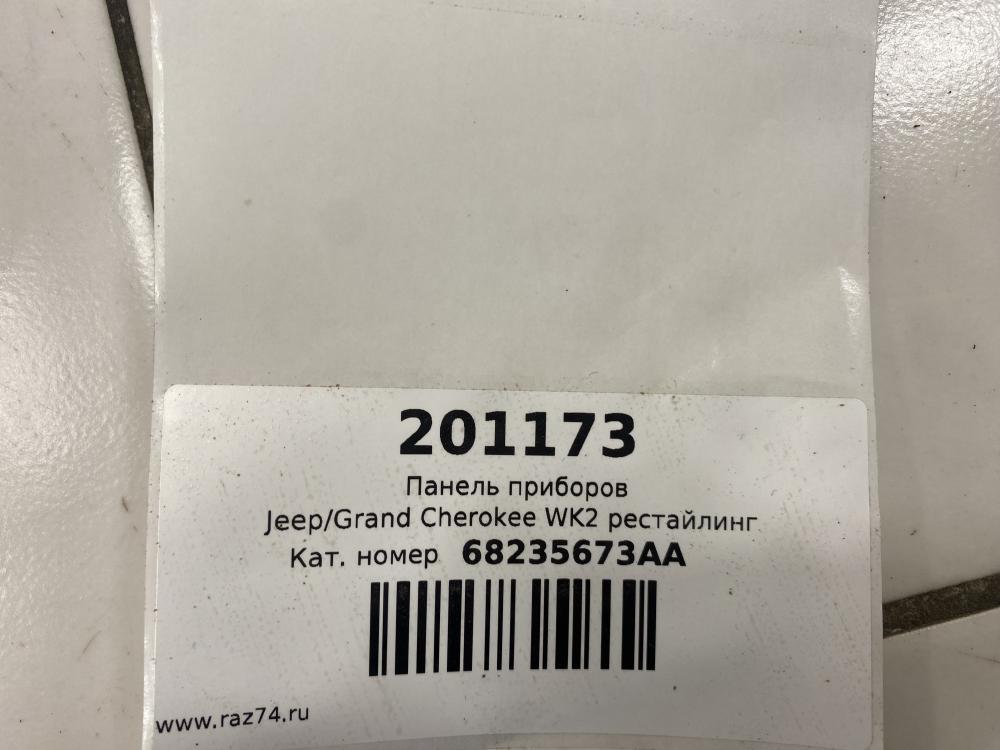 201173
Панель приборов
Jeep/Grand Cherokee WK2 рестайлинг
Кат. номер 68235673AA
www.raz74.ru